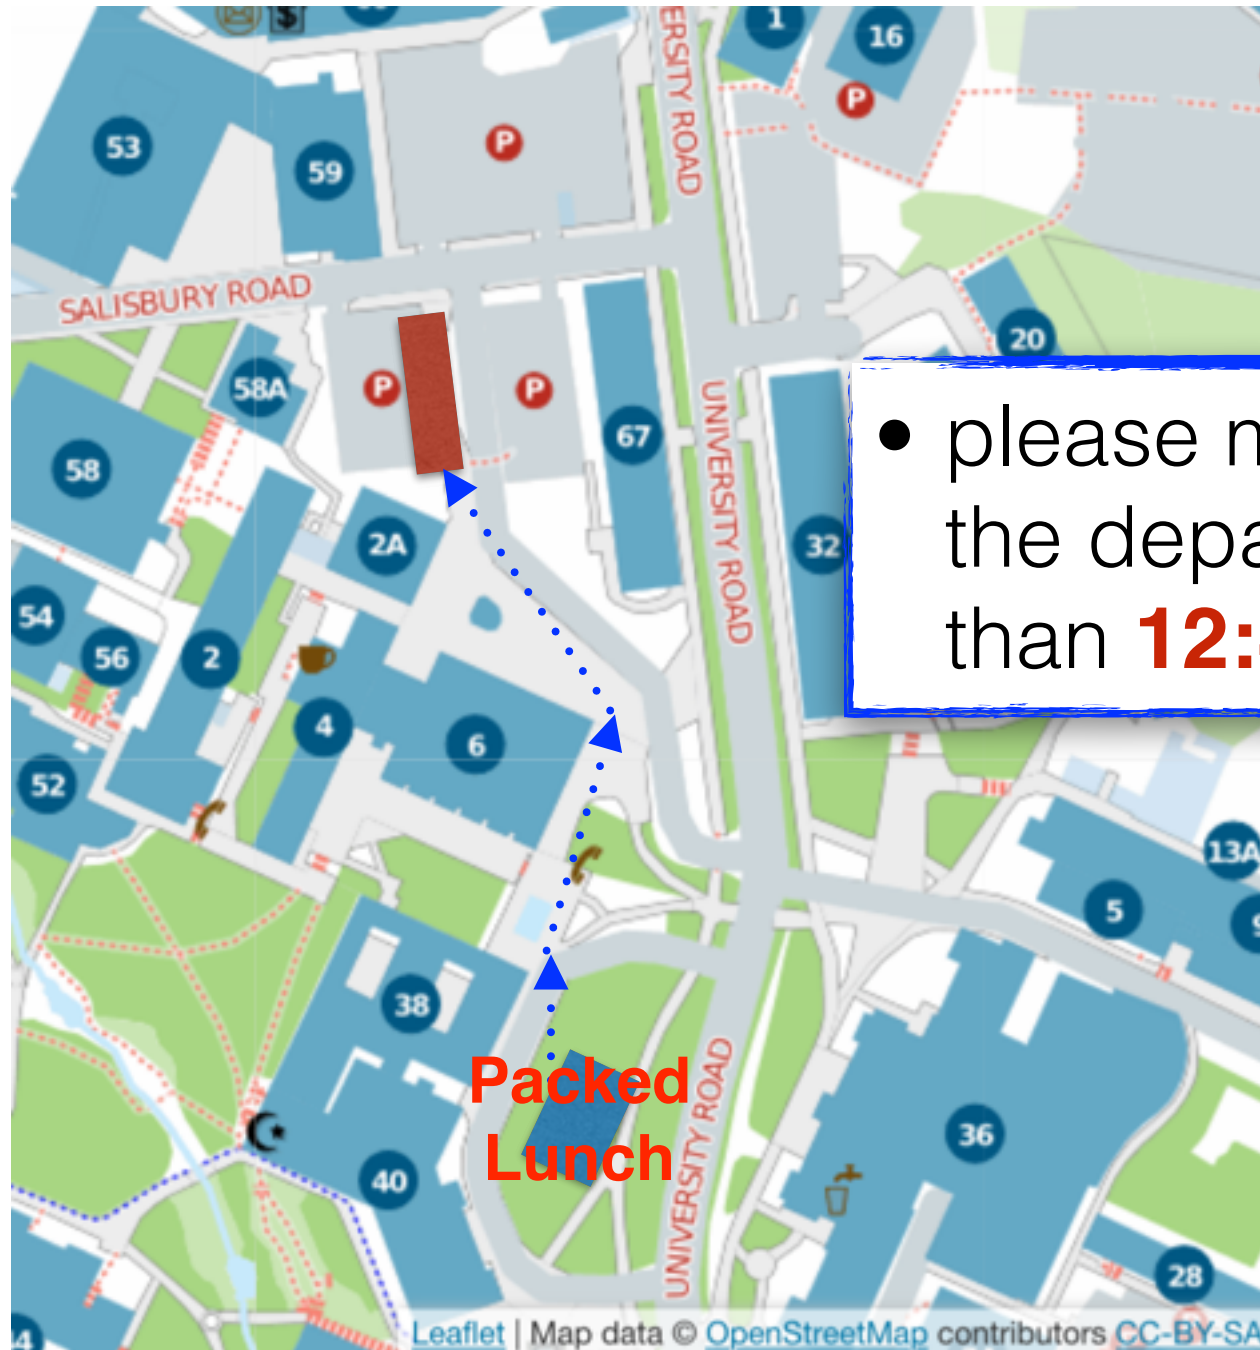 1
16
ERSITY ROAD
P
P
53
59
SALISBURY ROAD
20
58A
P
P
UNIVERSITY ROAD
67
58
32
2A
• please
the
than 12:
54
56
2
4
6
52
13A
5
38
Packed
Lunch
UNIVERSITY ROAD
36
40
28
Leaflet | Map data © OpenStreetMap contributors CC-BY-SA